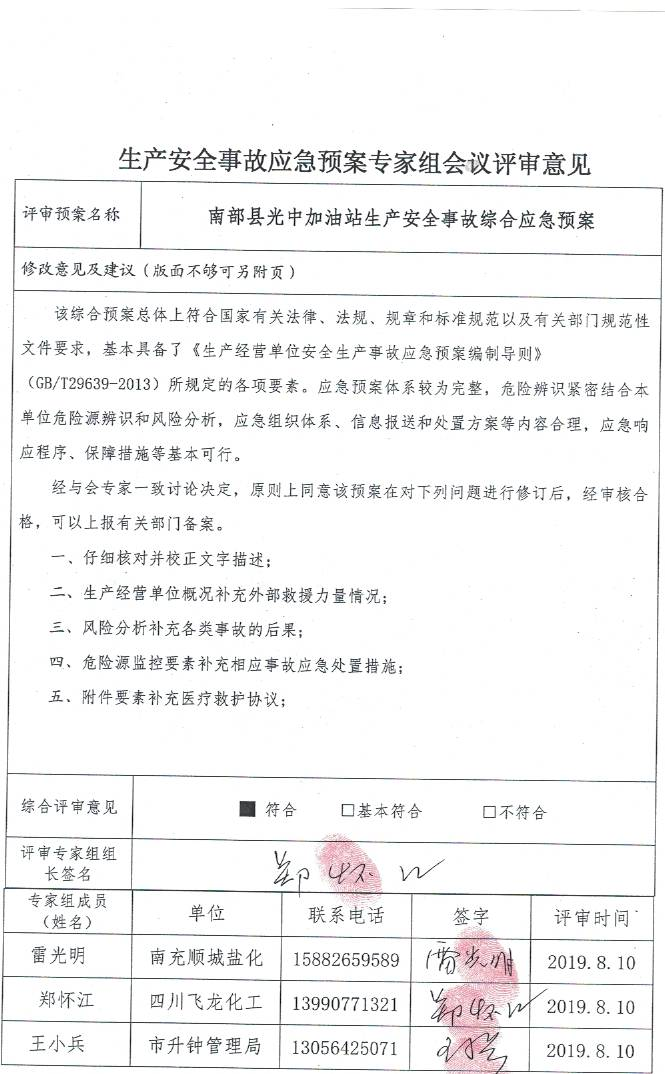 生产安全事故应急预案专家组会议评审意见
评审预案名称 南部县光中加油站生产安全事故综合应急预案
修改意见及建议（版面不够可另附页）
该综合预案总体上符合国家有关法律、法规、规章和标准规范以及有关部门规范性
文件要求，基本具备了《生产经营单位安全生产事故应急预案编制导则》
（GB/T29639-2013）所规定的各项要素。应急预案体系较为完整，危险辨识紧密结合本
单位危险源辨识和风险分析，应急组织体系、信息报送和处置方案等内容合理，应急响
应程序、保障措施等基本可行。
经与会专家一致讨论决定，原则上同意该预案在对下列问题进行修订后，经审核合
格，可以上报有关部门备案。
一、仔细核对并校正文字描述；
二、生产经营单位概况补充外部救援力量情况；
三、风险分析补充各类事故的后果；
四、危险源监控要素补充相应事故应急处置措施；
五、附件要素补充医疗救护协议；
综合评审意见 ■ 符合 □基本符合 □不符合
评审专家组组
长签名 郑怀江
专家组成员
（姓名） 单位 联系电话 签字 评审时间
雷光明 南充顺城盐化 15882659589 雷光明 2019.8.10
郑怀江 四川飞龙化工 13990771321 郑怀江 2019.8.10
王小兵 市升钟管理局 13056425071 王小兵 2019.8.10